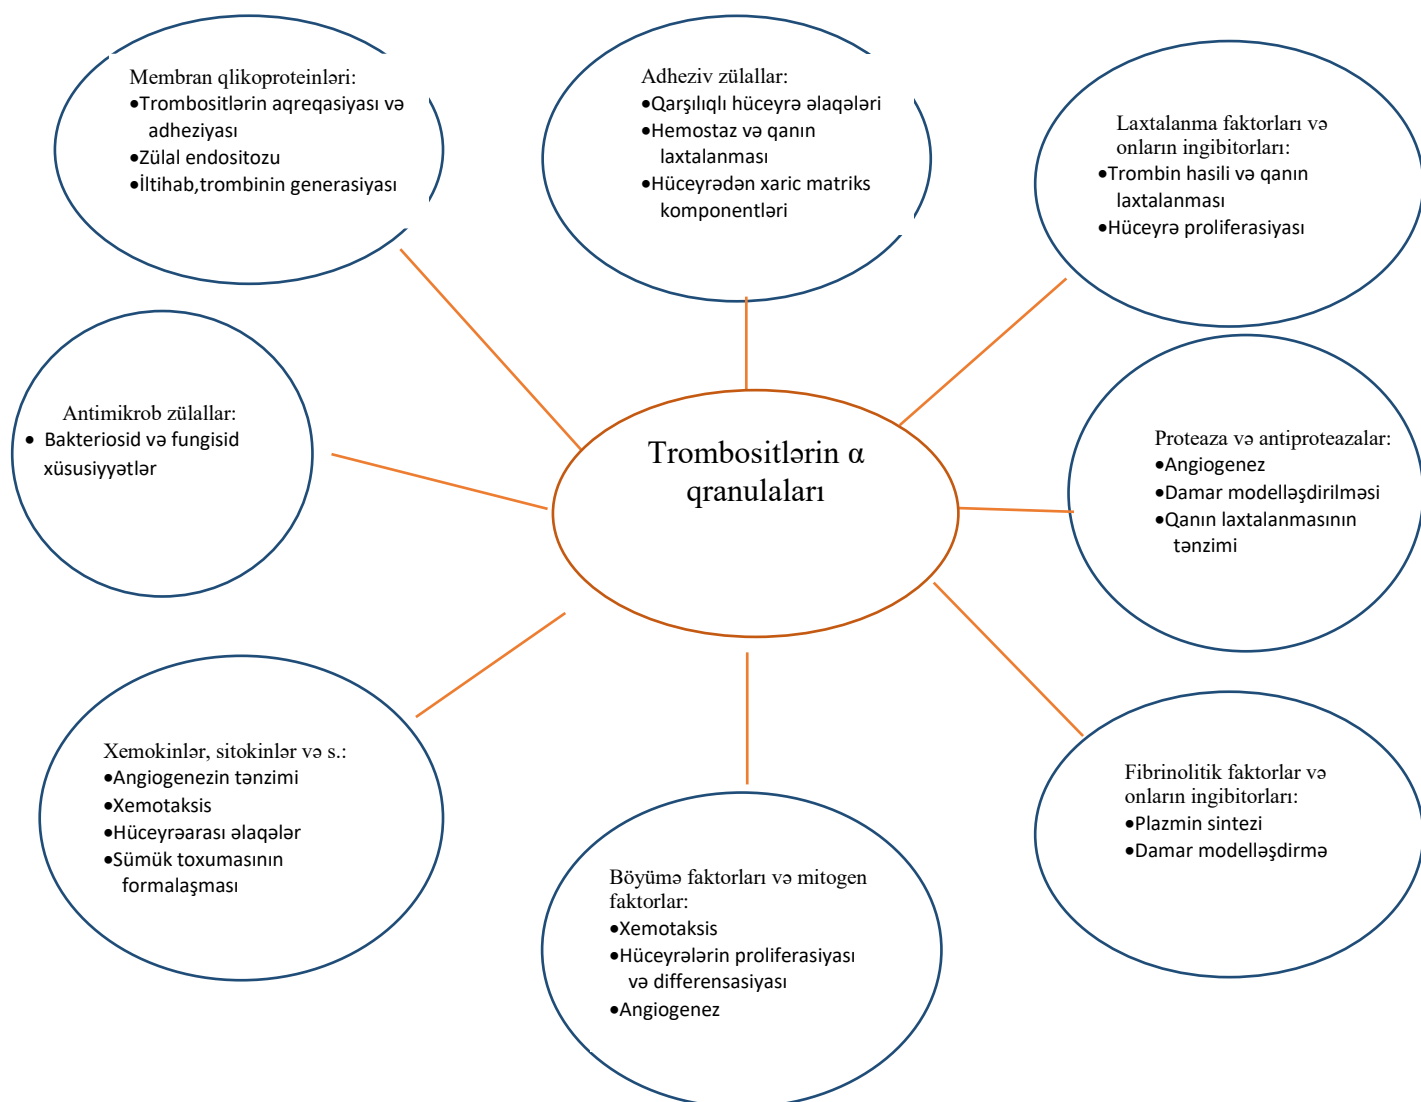 Membran qlikoproteinləri:
•Trombositlərin aqreqasiyası və
adheziyası
•Zülal endositozu
•İltihab,trombinin generasiyası
Adheziv zülallar:
•Qarşılıqlı hüceyrə əlaqələri
•Hemostaz və qanın
laxtalanması
•Hüceyrədən xaric matriks
komponentləri
Laxtalanma faktorları və
onların ingibitorları:
•Trombin hasili və qanın
laxtalanması
•Hüceyrə proliferasiyası
Antimikrob zülallar:
• Bakteriosid və fungisid
xüsusiyyətlər
Trombositlərin α
qranulaları
Proteaza və antiproteazalar:
•Angiogenez
•Damar modelləşdirilməsi
•Qanın laxtalanmasının
tənzimi
Xemokinlər, sitokinlər və s.:
•Angiogenezin tənzimi
•Xemotaksis
•Hüceyrəarası əlaqələr
•Sümük toxumasının
formalaşması
Böyümə faktorları və mitogen
faktorlar:
•Xemotaksis
•Hüceyrələrin proliferasiyası
və differensasiyası
•Angiogenez
Fibrinolitik faktorlar və
onların ingibitorları:
•Plazmin sintezi
•Damar modelləşdirmə